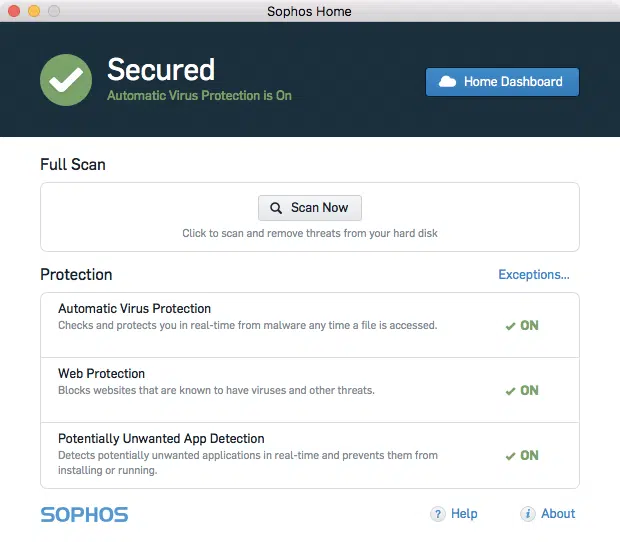 Sophos Home
Secured
Automatic Virus Protection is On
Home Dashboard
Full Scan
Scan Now
Click to scan and remove threats from your hard disk
Protection
Exceptions...
Automatic Virus Protection
Checks and protects you in real-time from malware any time a file is accessed.
ON
Web Protection
Blocks websites that are known to have viruses and other threats.
ON
Potentially Unwanted App Detection
Detects potentially unwanted applications in real-time and prevents them from
installing or running.
ON
SOPHOS
? Help
i About